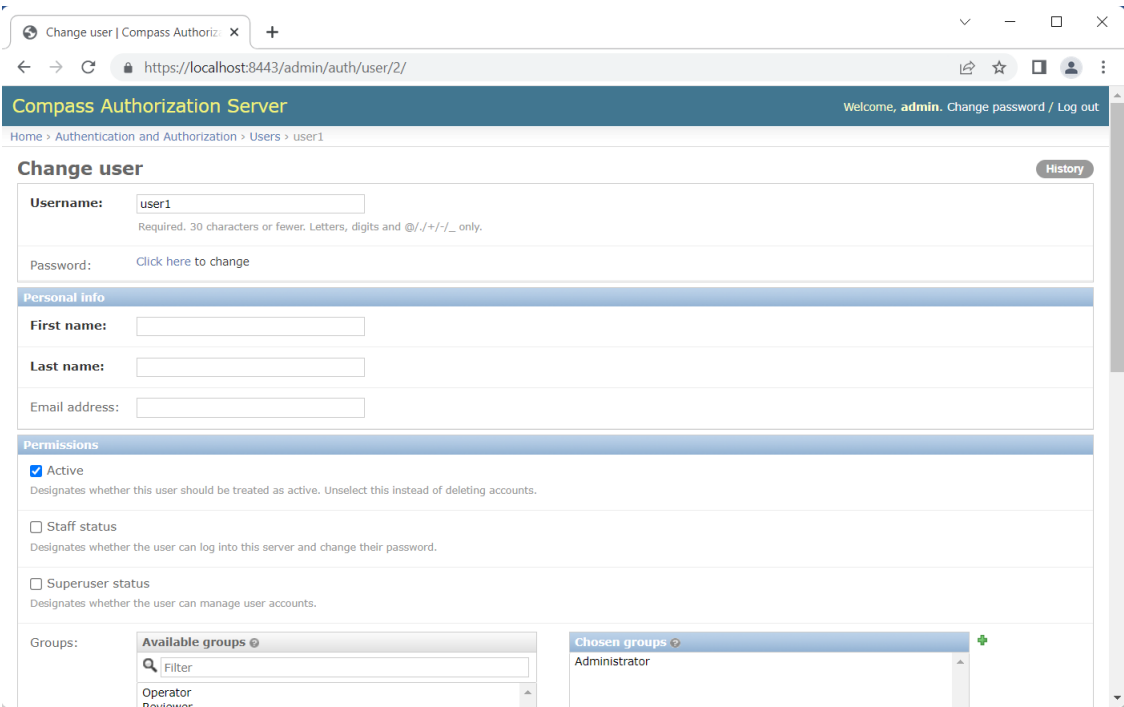 Change user | Compass Authoriz
https://localhost:8443/admin/auth/user/2/
Compass Authorization Server
Welcome, admin. Change password / Log out
Home › Authentication and Authorization › Users › user1
Change user
History
Username:
user1
Required. 30 characters or fewer. Letters, digits and @/./+/-/_ only.
Password:
Click here to change
Personal info
First name:
Last name:
Email address:
Permissions
Active
Designates whether this user should be treated as active. Unselect this instead of deleting accounts.
Staff status
Designates whether the user can log into this server and change their password.
Superuser status
Designates whether the user can manage user accounts.
Groups:
Available groups
Chosen groups
Filter
Administrator
Operator
Reviewer